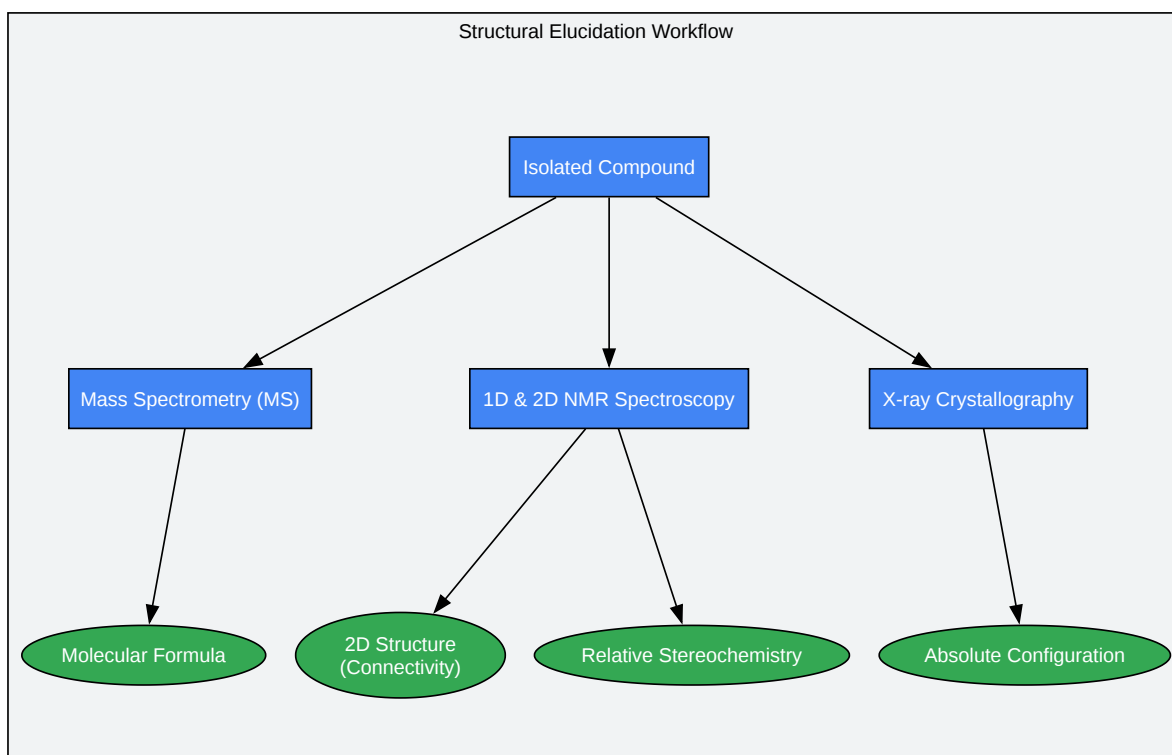 Structural Elucidation Workflow
Isolated Compound
Mass Spectrometry (MS)
1D & 2D NMR Spectroscopy
X-ray Crystallography
Molecular Formula
2D Structure
(Connectivity)
Relative Stereochemistry
Absolute Configuration